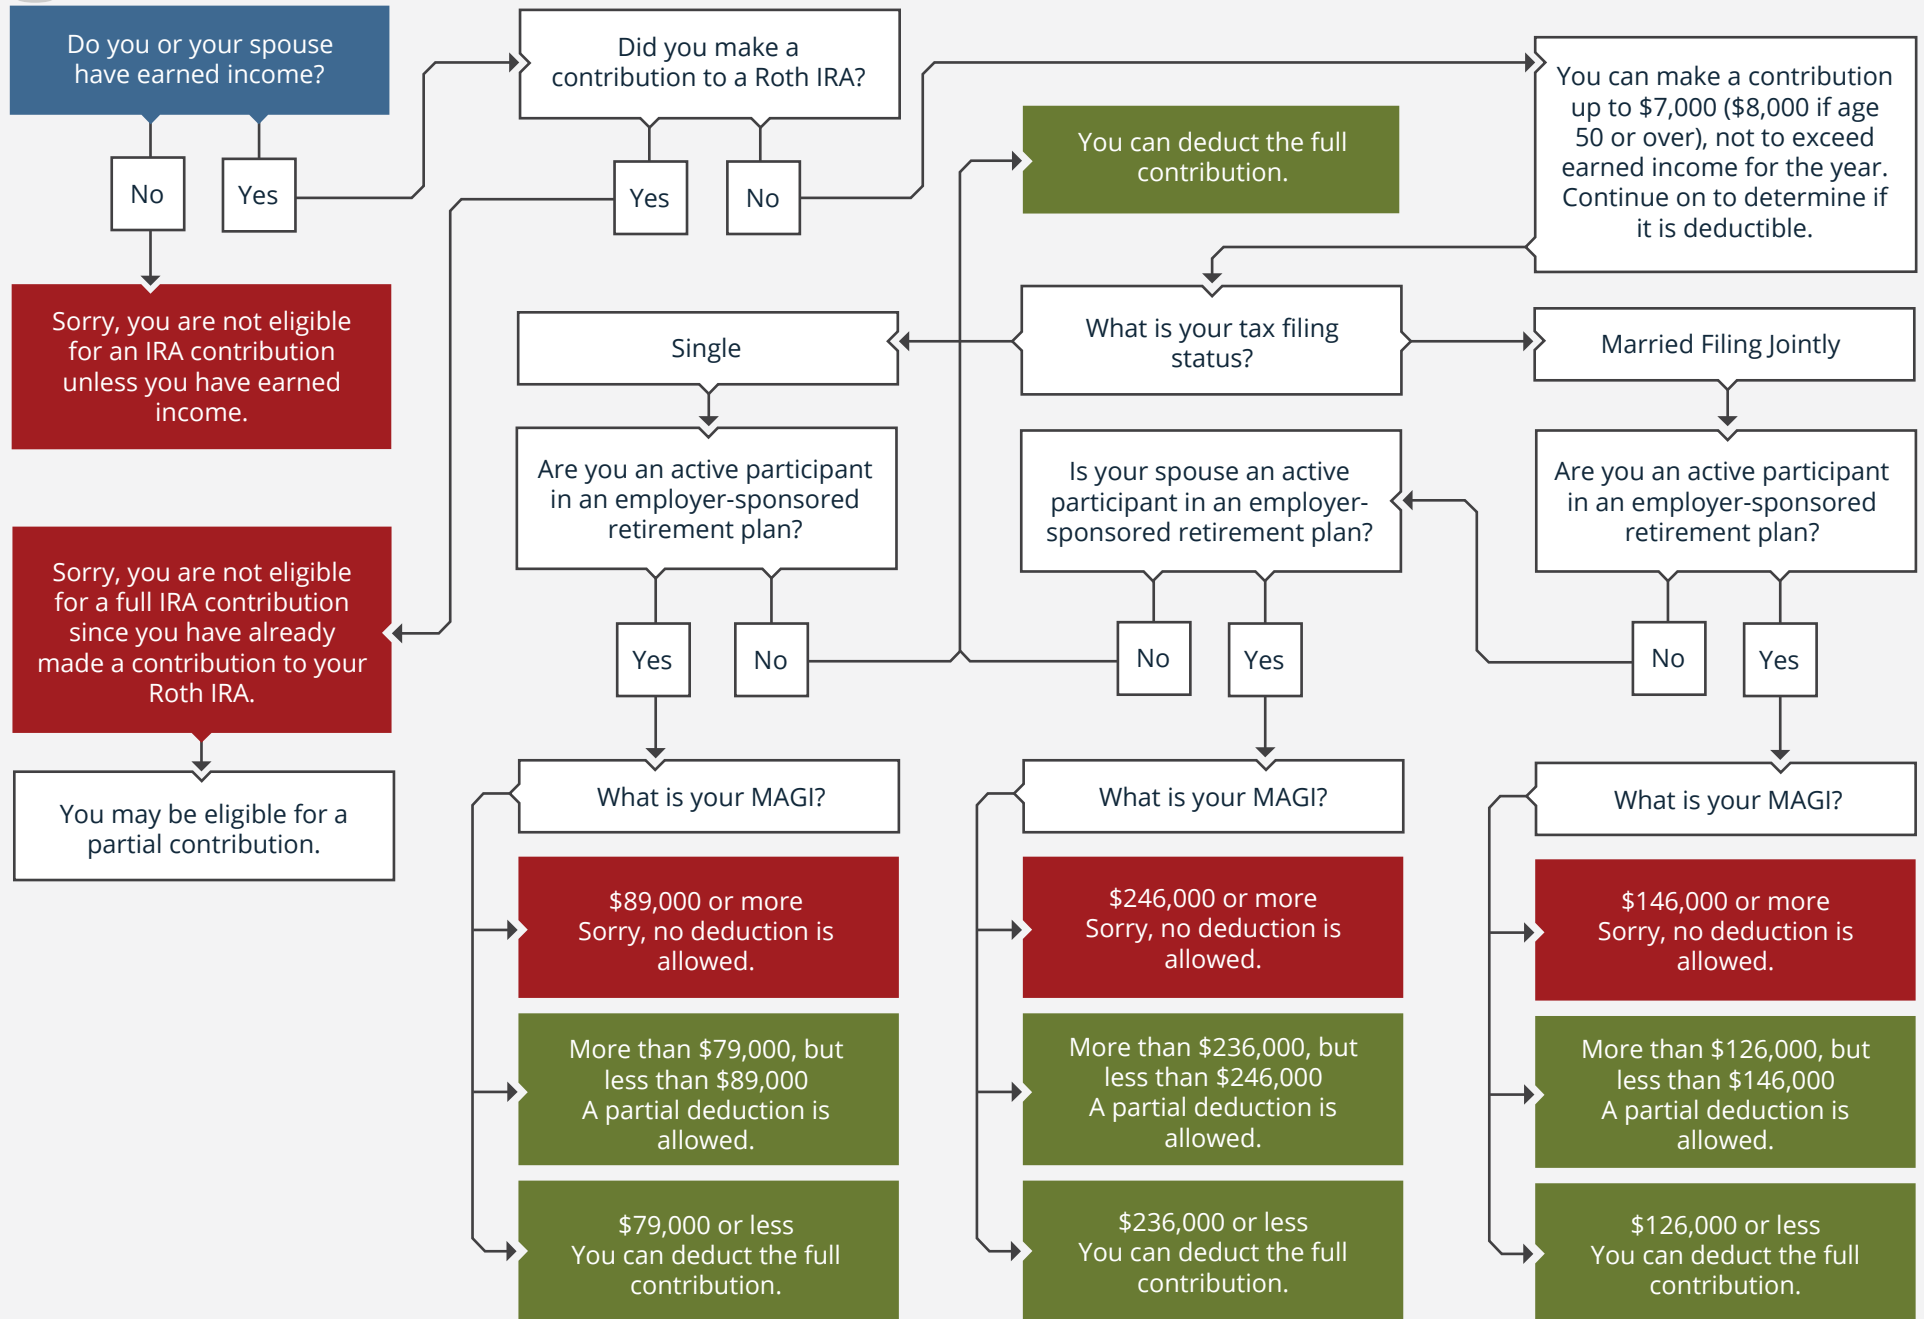 Do you or your spouse
have earned income?
No
Yes
Sorry, you are not eligible
for an IRA contribution
unless you have earned
income.
Did you make a
contribution to a Roth IRA?
Yes
No
Sorry, you are not eligible
for a full IRA contribution
since you have already
made a contribution to your
Roth IRA.
You may be eligible for a
partial contribution.
You can make a contribution
up to $7,000 ($8,000 if age
50 or over), not to exceed
earned income for the year.
Continue on to determine if
it is deductible.
You can deduct the full
contribution.
What is your tax filing
status?
Single
Married Filing Jointly
Are you an active participant
in an employer-sponsored
retirement plan?
Yes
No
Is your spouse an active
participant in an employer-
sponsored retirement plan?
No
Yes
Are you an active participant
in an employer-sponsored
retirement plan?
No
Yes
What is your MAGI?
$89,000 or more
Sorry, no deduction is
allowed.
More than $79,000, but
less than $89,000
A partial deduction is
allowed.
$79,000 or less
You can deduct the full
contribution.
What is your MAGI?
$246,000 or more
Sorry, no deduction is
allowed.
More than $236,000, but
less than $246,000
A partial deduction is
allowed.
$236,000 or less
You can deduct the full
contribution.
What is your MAGI?
$146,000 or more
Sorry, no deduction is
allowed.
More than $126,000, but
less than $146,000
A partial deduction is
allowed.
$126,000 or less
You can deduct the full
contribution.